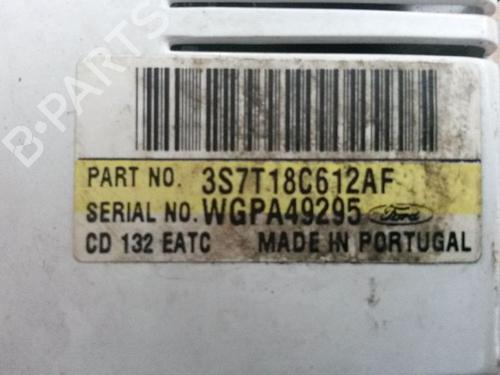 B-PARTS
PART NO. 3S7T18C612AF
SERIAL NO. WGPA49295 Ford
CD 132 EATC MADE IN PORTUGAL